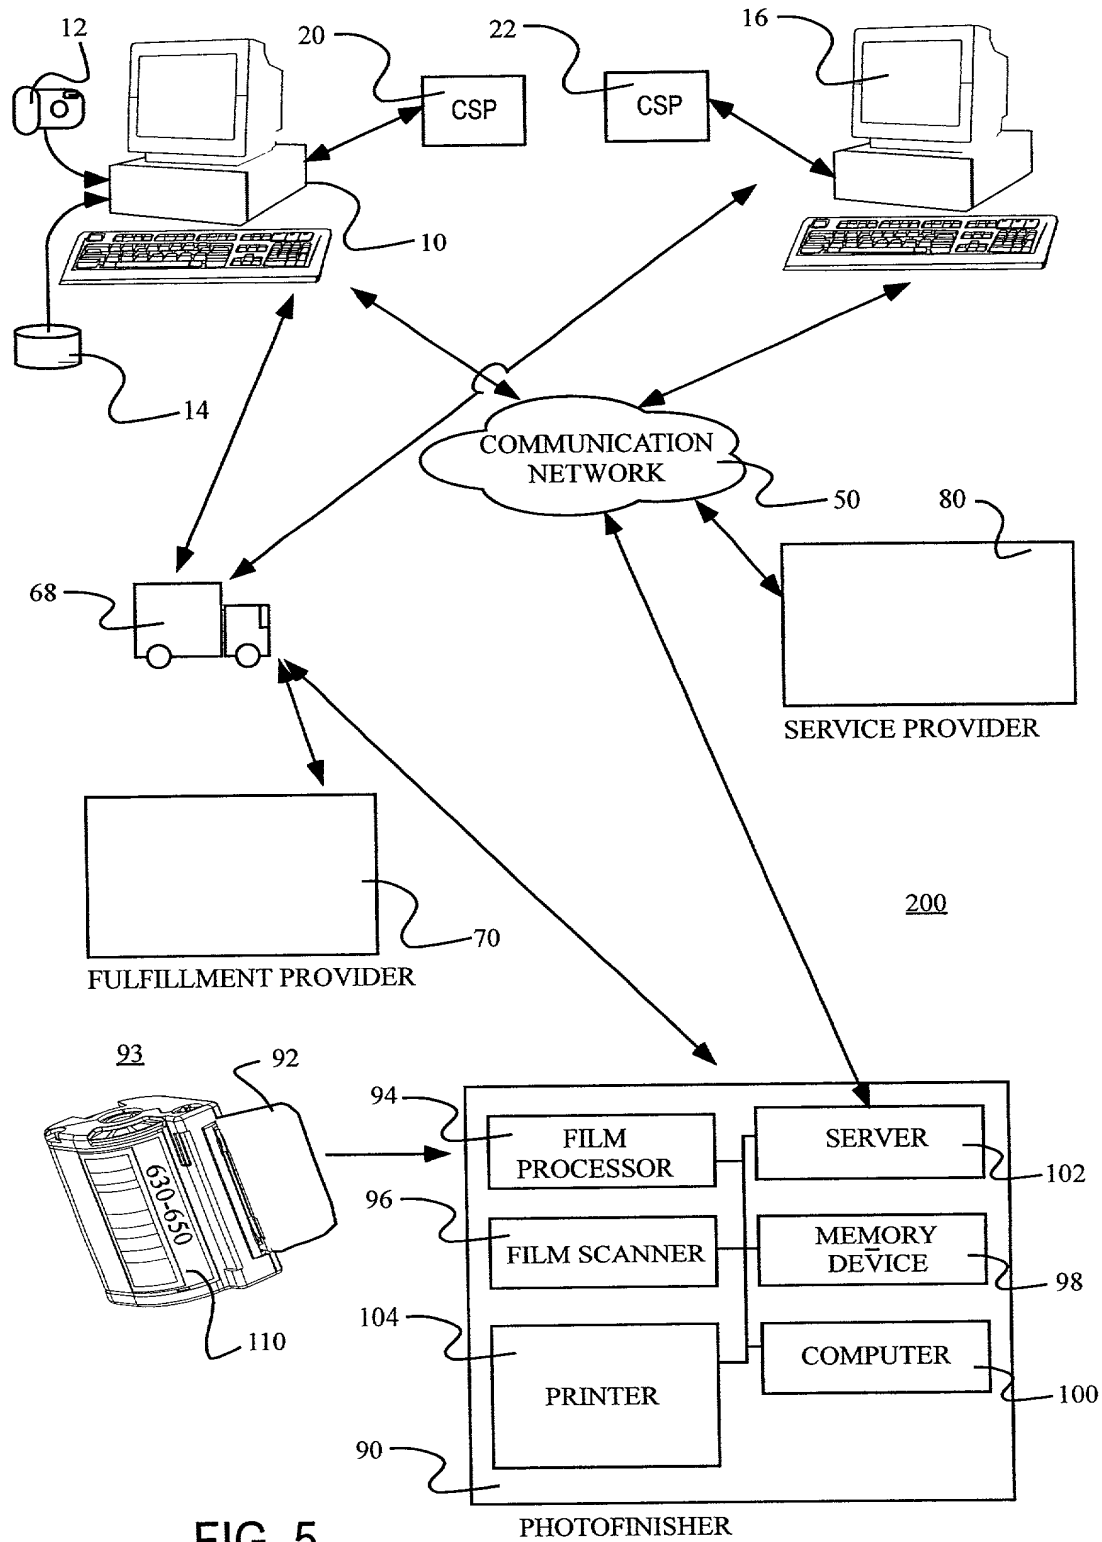 12
20
CSP
22
CSP
16
10
14
COMMUNICATION
NETWORK
50
80
68
SERVICE PROVIDER
70
FULFILLMENT PROVIDER
200
93
92
630-650
110
94
FILM
PROCESSOR
SERVER
102
96
FILM SCANNER
MEMORY
DEVICE
98
104
PRINTER
COMPUTER
100
90
PHOTOFINISHER
FIG. 5